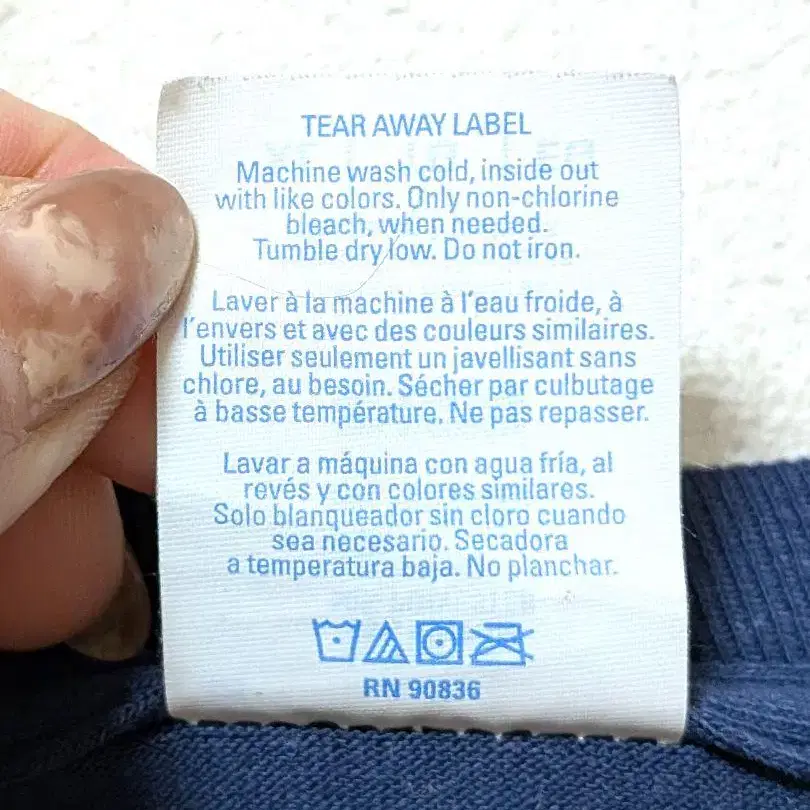 TEAR AWAY LABEL
Machine wash cold, inside out
with like colors. Only non-chlorine
bleach, when needed.
Tumble dry low. Do not iron.
Laver à la machine à l'eau froide, à
l'envers et avec des couleurs similaires.
Utiliser seulement un javellisant sans
chlore, au besoin. Sécher par culbutage
à basse température. Ne pas repasser.
Lavar a máquina con agua fría, al
revés y con colores similares.
Solo blanqueador sin cloro cuando
sea necesario. Secadora
a temperatura baja. No planchar.
RN 90836